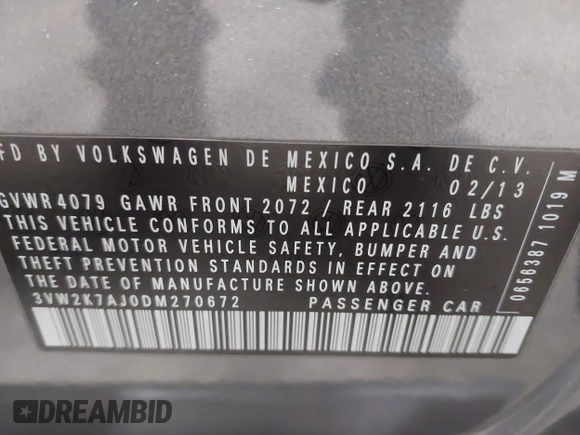 FD BY VOLKSWAGEN DE MEXICO S.A. DE C.V.
MEXICO 02/13
GVWR 4079 GAWR FRONT 2072 / REAR 2116 LBS
THIS VEHICLE CONFORMS TO ALL APPLICABLE U.S.
FEDERAL MOTOR VEHICLE SAFETY, BUMPER AND
THEFT PREVENTION STANDARDS IN EFFECT ON
THE DATE OF MANUFACTURE SHOWN ABOVE.
3VW2K7AJ0DM270672 PASSENGER CAR
0656387 1019 M
DREAMBID